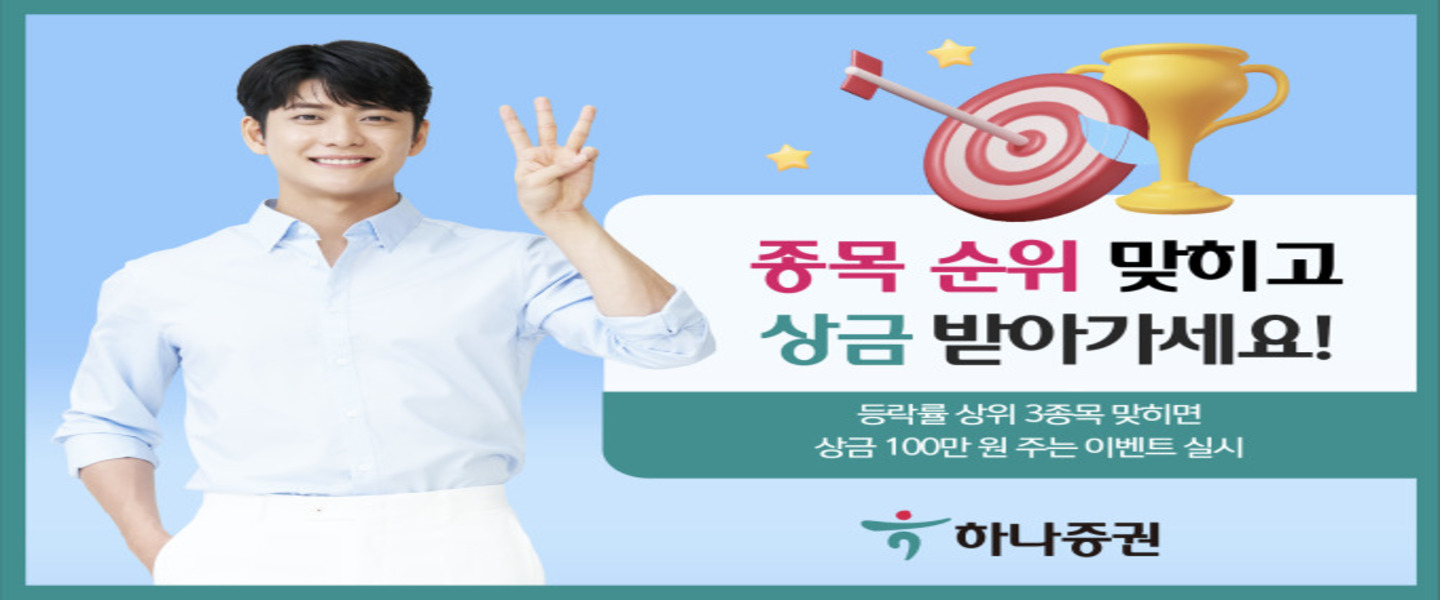 종목 순위 맞히고
상금 받아가세요!
등락률 상위 3종목 맞히면
상금 100만 원 주는 이벤트 실시
하나증권